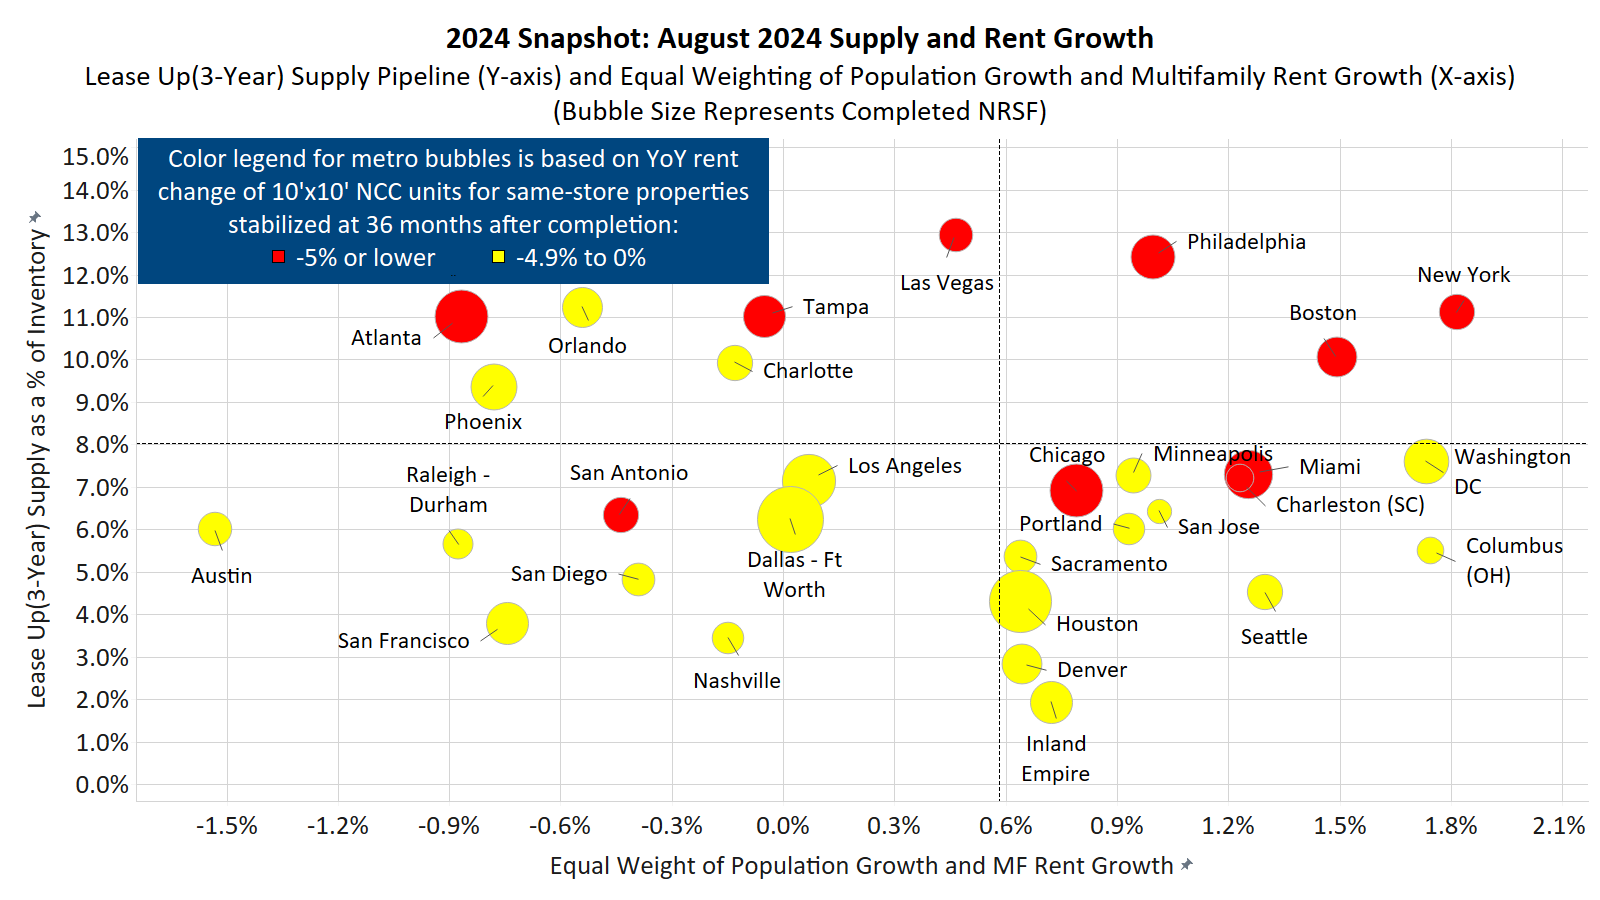 2024 Snapshot: August 2024 Supply and Rent Growth
Lease Up(3-Year) Supply Pipeline (Y-axis) and Equal Weighting of Population Growth and Multifamily Rent Growth (X-axis)
(Bubble Size Represents Completed NRSF)
Color legend for metro bubbles is based on YoY rent
change of 10'x10' NCC units for same-store properties
stabilized at 36 months after completion:
-5% or lower -4.9% to 0%
Lease Up(3-Year) Supply as a % of Inventory
15.0%
14.0%
13.0%
12.0%
11.0%
10.0%
9.0%
8.0%
7.0%
6.0%
5.0%
4.0%
3.0%
2.0%
1.0%
0.0%
Philadelphia
Las Vegas
New York
Boston
Tampa
Atlanta
Orlando
Charlotte
Phoenix
Chicago
Minneapolis
Miami
Washington
DC
Los Angeles
San Antonio
Raleigh -
Durham
Charleston (SC)
Portland
San Jose
Columbus
(OH)
Dallas - Ft
Worth
Sacramento
San Diego
Austin
Houston
Seattle
San Francisco
Denver
Nashville
Inland
Empire
-1.5% -1.2% -0.9% -0.6% -0.3% 0.0% 0.3% 0.6% 0.9% 1.2% 1.5% 1.8% 2.1%
Equal Weight of Population Growth and MF Rent Growth